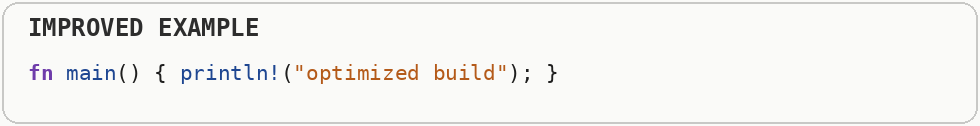 IMPROVED EXAMPLE
fn main() { println!("optimized build"); }